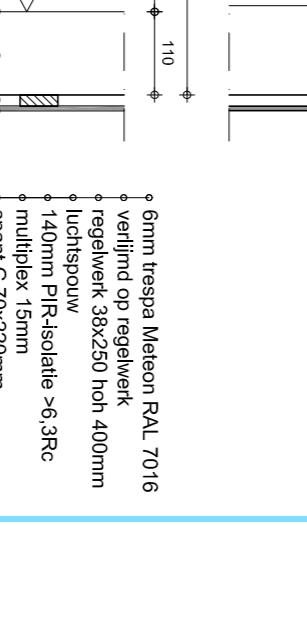 110
6mm trespa Meteon RAL 7016
verlijmd op regelwerk
regelwerk 38x250 hoh 400mm
luchtspouw
140mm PIR-isolatie >6,3Rc
multiplex 15mm